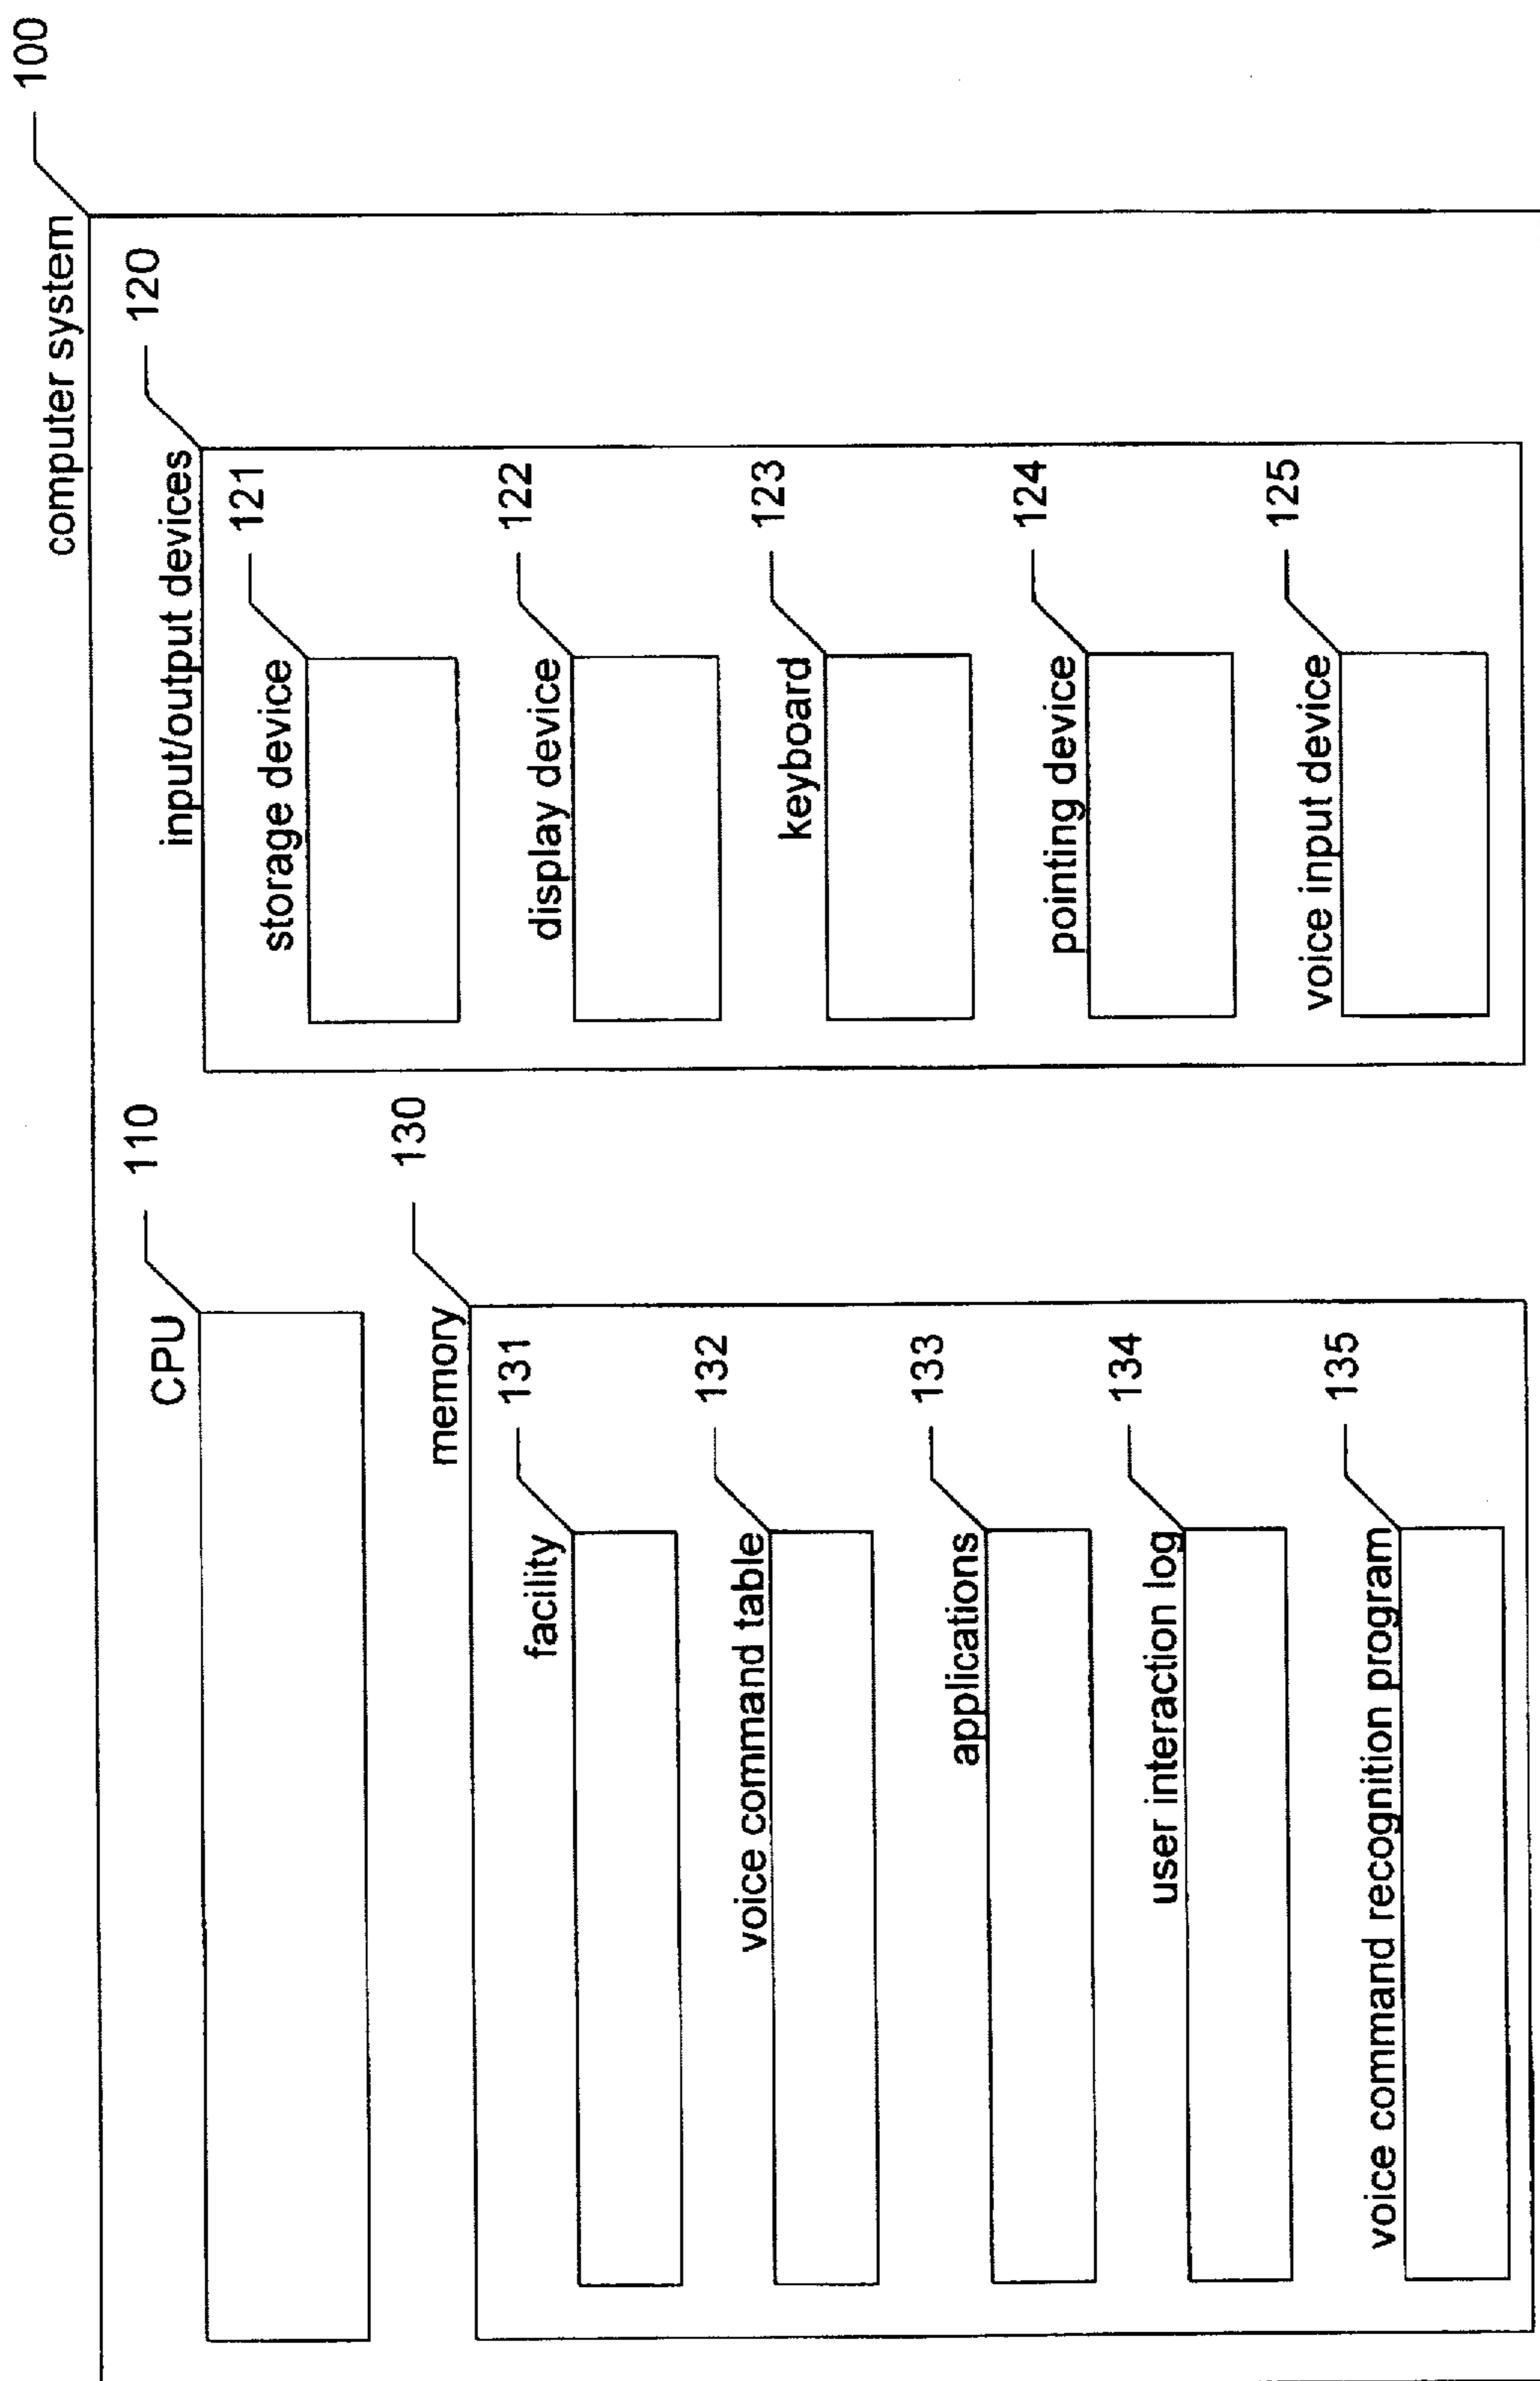 computer system 100
CPU 110
memory 130
facility 131
voice command table 132
applications 133
user interaction log 134
voice command recognition program 135
input/output devices 120
storage device 121
display device 122
keyboard 123
pointing device 124
voice input device 125